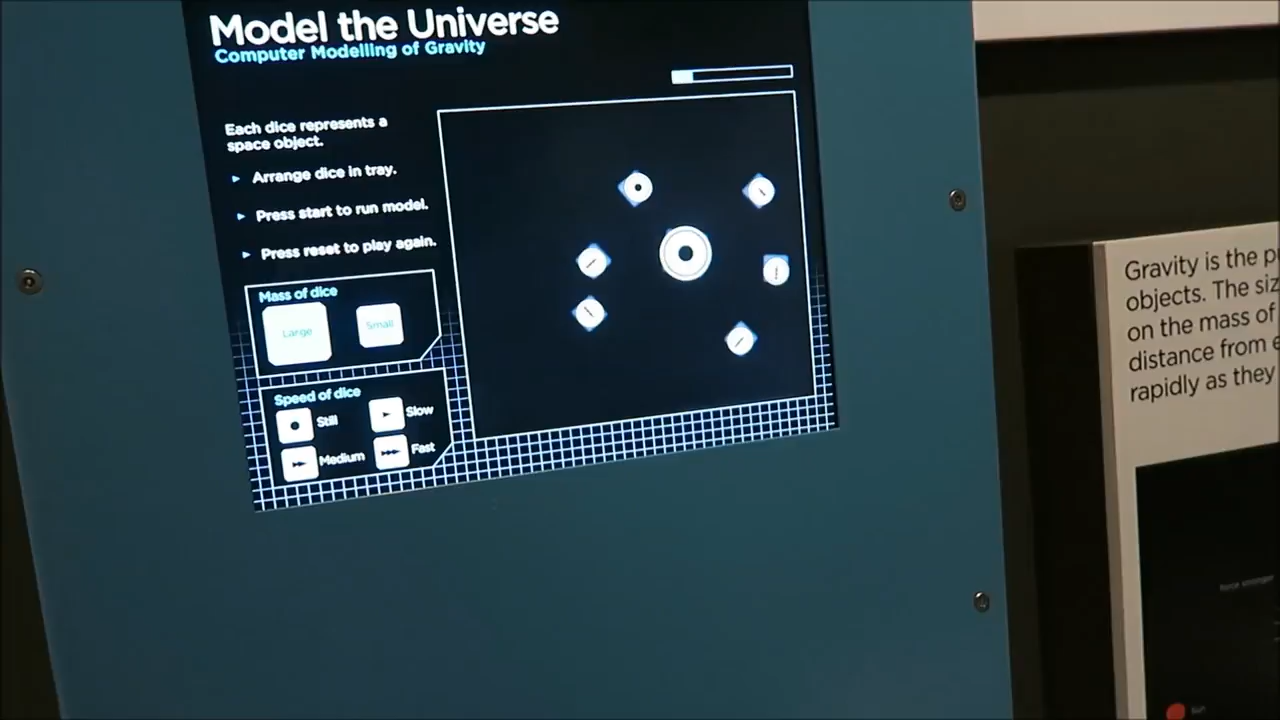 Model the Universe
Computer Modelling of Gravity
Each dice represents a
space object.
Arrange dice in tray.
Press start to run model.
Press reset to play again.
Mass of dice
Large
Small
Speed of dice
Still
Slow
Medium
Fast
Gravity is the
objects. The
on the mass of
distance from
rapidly as they